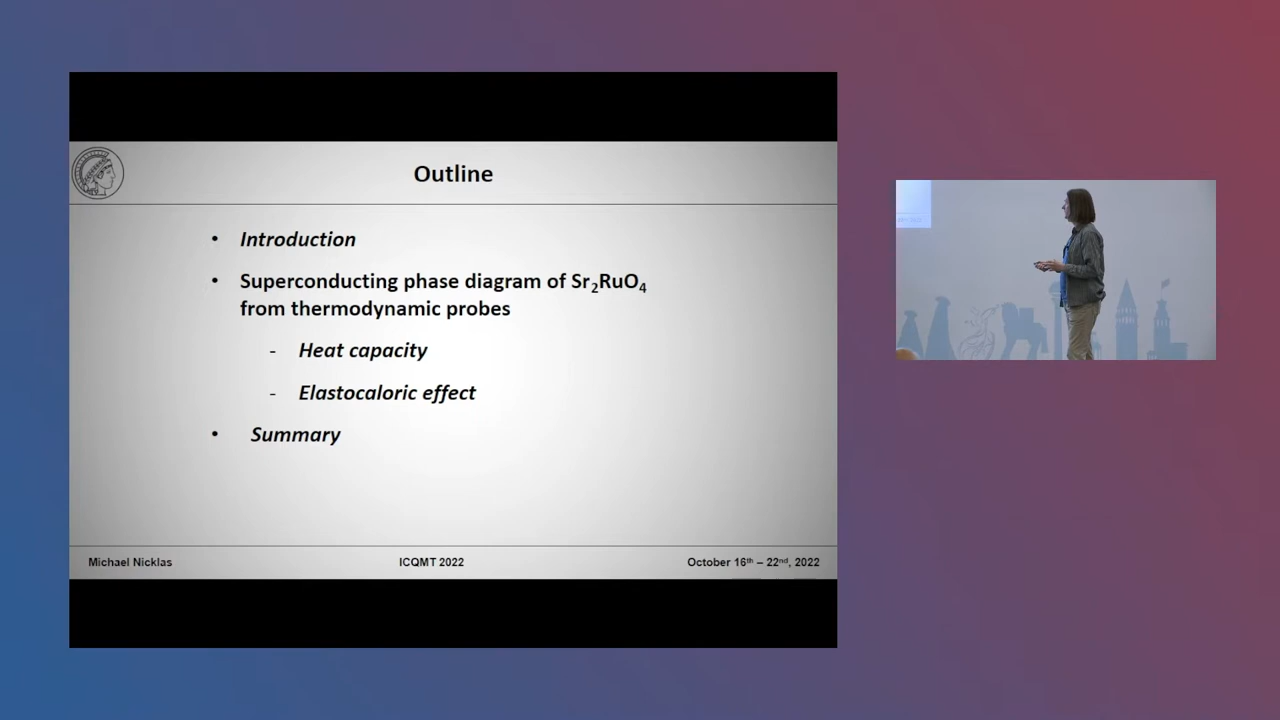 Outline
• Introduction
• Superconducting phase diagram of Sr₂RuO₄
from thermodynamic probes
- Heat capacity
- Elastocaloric effect
• Summary
Michael Nicklas
ICQMT 2022
October 16th – 22nd, 2022